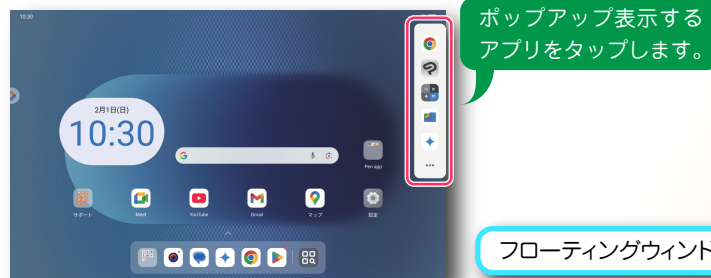 10:30
ポップアップ表示する
アプリをタップします。
2月1日(日)
10:30
Pen app
サポート
Meet
YouTube
Gmail
マップ
設定
フローティングウィンド